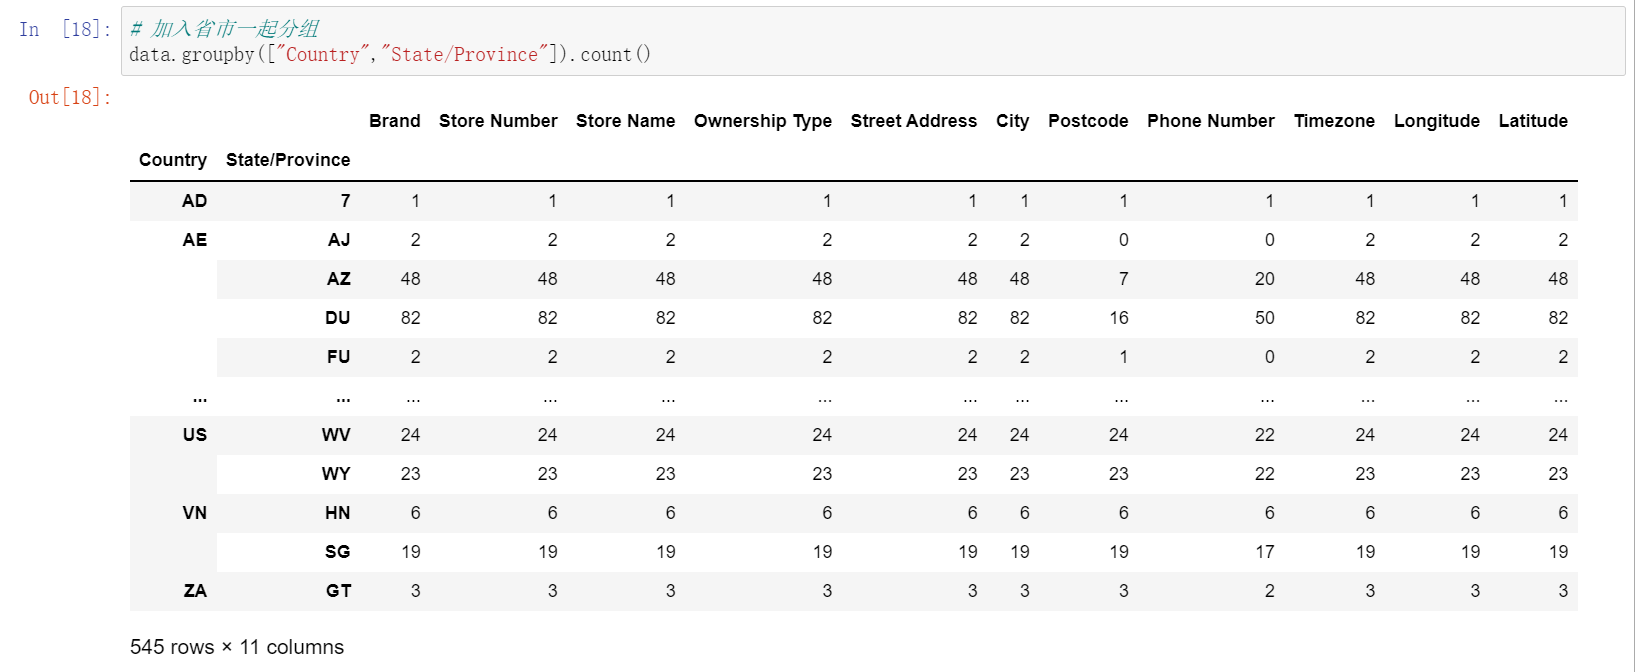 In [18]: # 加入省市一起分组
data.groupby(["Country","State/Province"]).count()
Out[18]:
Brand Store Number Store Name Ownership Type Street Address City Postcode Phone Number Timezone Longitude Latitude
Country State/Province
AD 7 1 1 1 1 1 1 1 1 1 1 1
AE AJ 2 2 2 2 2 2 0 0 2 2 2
AZ 48 48 48 48 48 48 7 20 48 48 48
DU 82 82 82 82 82 82 16 50 82 82 82
FU 2 2 2 2 2 2 1 0 2 2 2
... ... ... ... ... ... ... ... ... ... ... ... ...
US WV 24 24 24 24 24 24 24 22 24 24 24
WY 23 23 23 23 23 23 23 22 23 23 23
VN HN 6 6 6 6 6 6 6 6 6 6 6
SG 19 19 19 19 19 19 19 17 19 19 19
ZA GT 3 3 3 3 3 3 3 2 3 3 3
545 rows × 11 columns